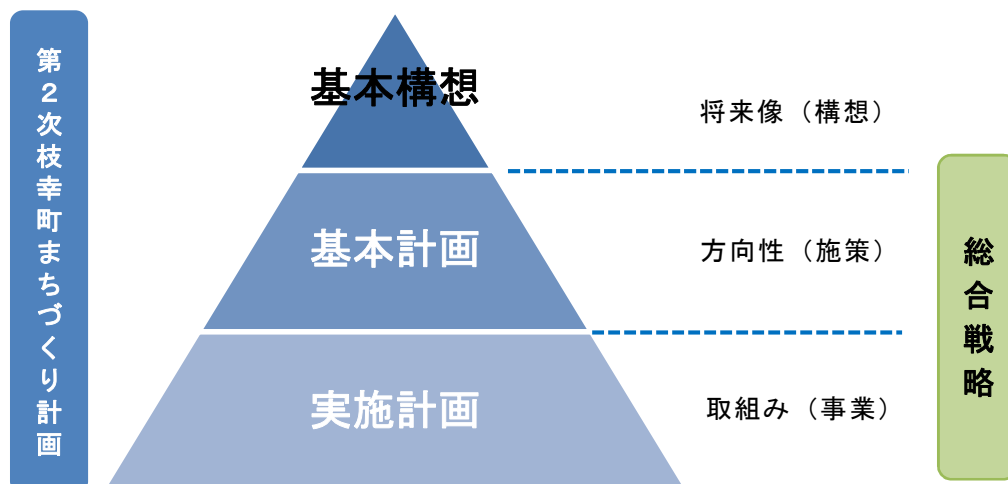 第２次枝幸町まちづくり計画
基本構想
将来像（構想）
基本計画
方向性（施策）
実施計画
取組み（事業）
総合戦略